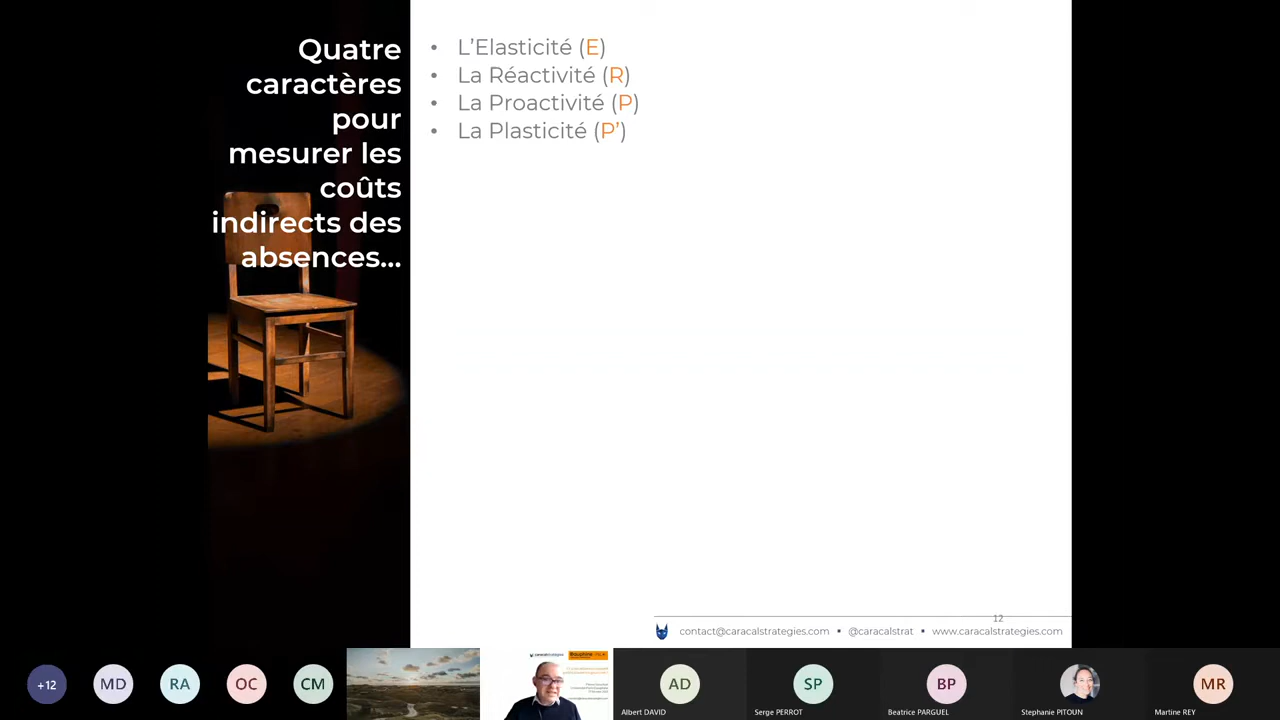 Quatre
caractères
pour
mesurer les
coûts
indirects des
absences...
• L'Elasticité (E)
• La Réactivité (R)
• La Proactivité (P)
• La Plasticité (P')
12
contact@caracalstrategies.com ▪ @caracalstrat ▪ www.caracalstrategies.com
+12
MD
RA
OC
CM
AD
Albert DAVID
SP
Serge PERROT
BP
Beatrice PARGUEL
Stephanie PITOUN
MR
Martine REY